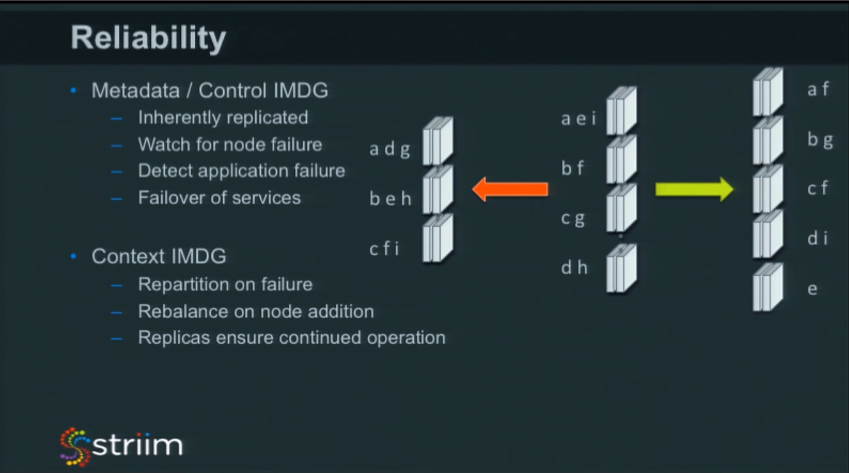 Reliability
• Metadata / Control IMDG
– Inherently replicated
– Watch for node failure
– Detect application failure
– Failover of services
• Context IMDG
– Repartition on failure
– Rebalance on node addition
– Replicas ensure continued operation
a d g
b e h
c f i
a e i
b f
c g
d h
a f
b g
c f
d i
e
striim